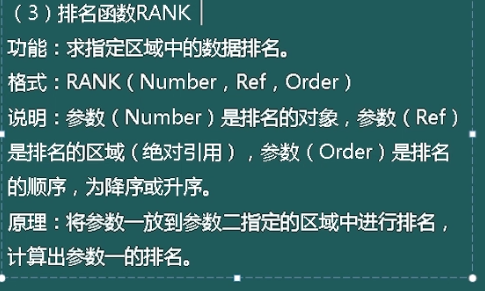 （3）排名函数RANK
功能：求指定区域中的数据排名。
格式：RANK（Number，Ref，Order）
说明：参数（Number）是排名的对象，参数（Ref）
是排名的区域（绝对引用），参数（Order）是排名
的顺序，为降序或升序。
原理：将参数一放到参数二指定的区域中进行排名，
计算出参数一的排名。